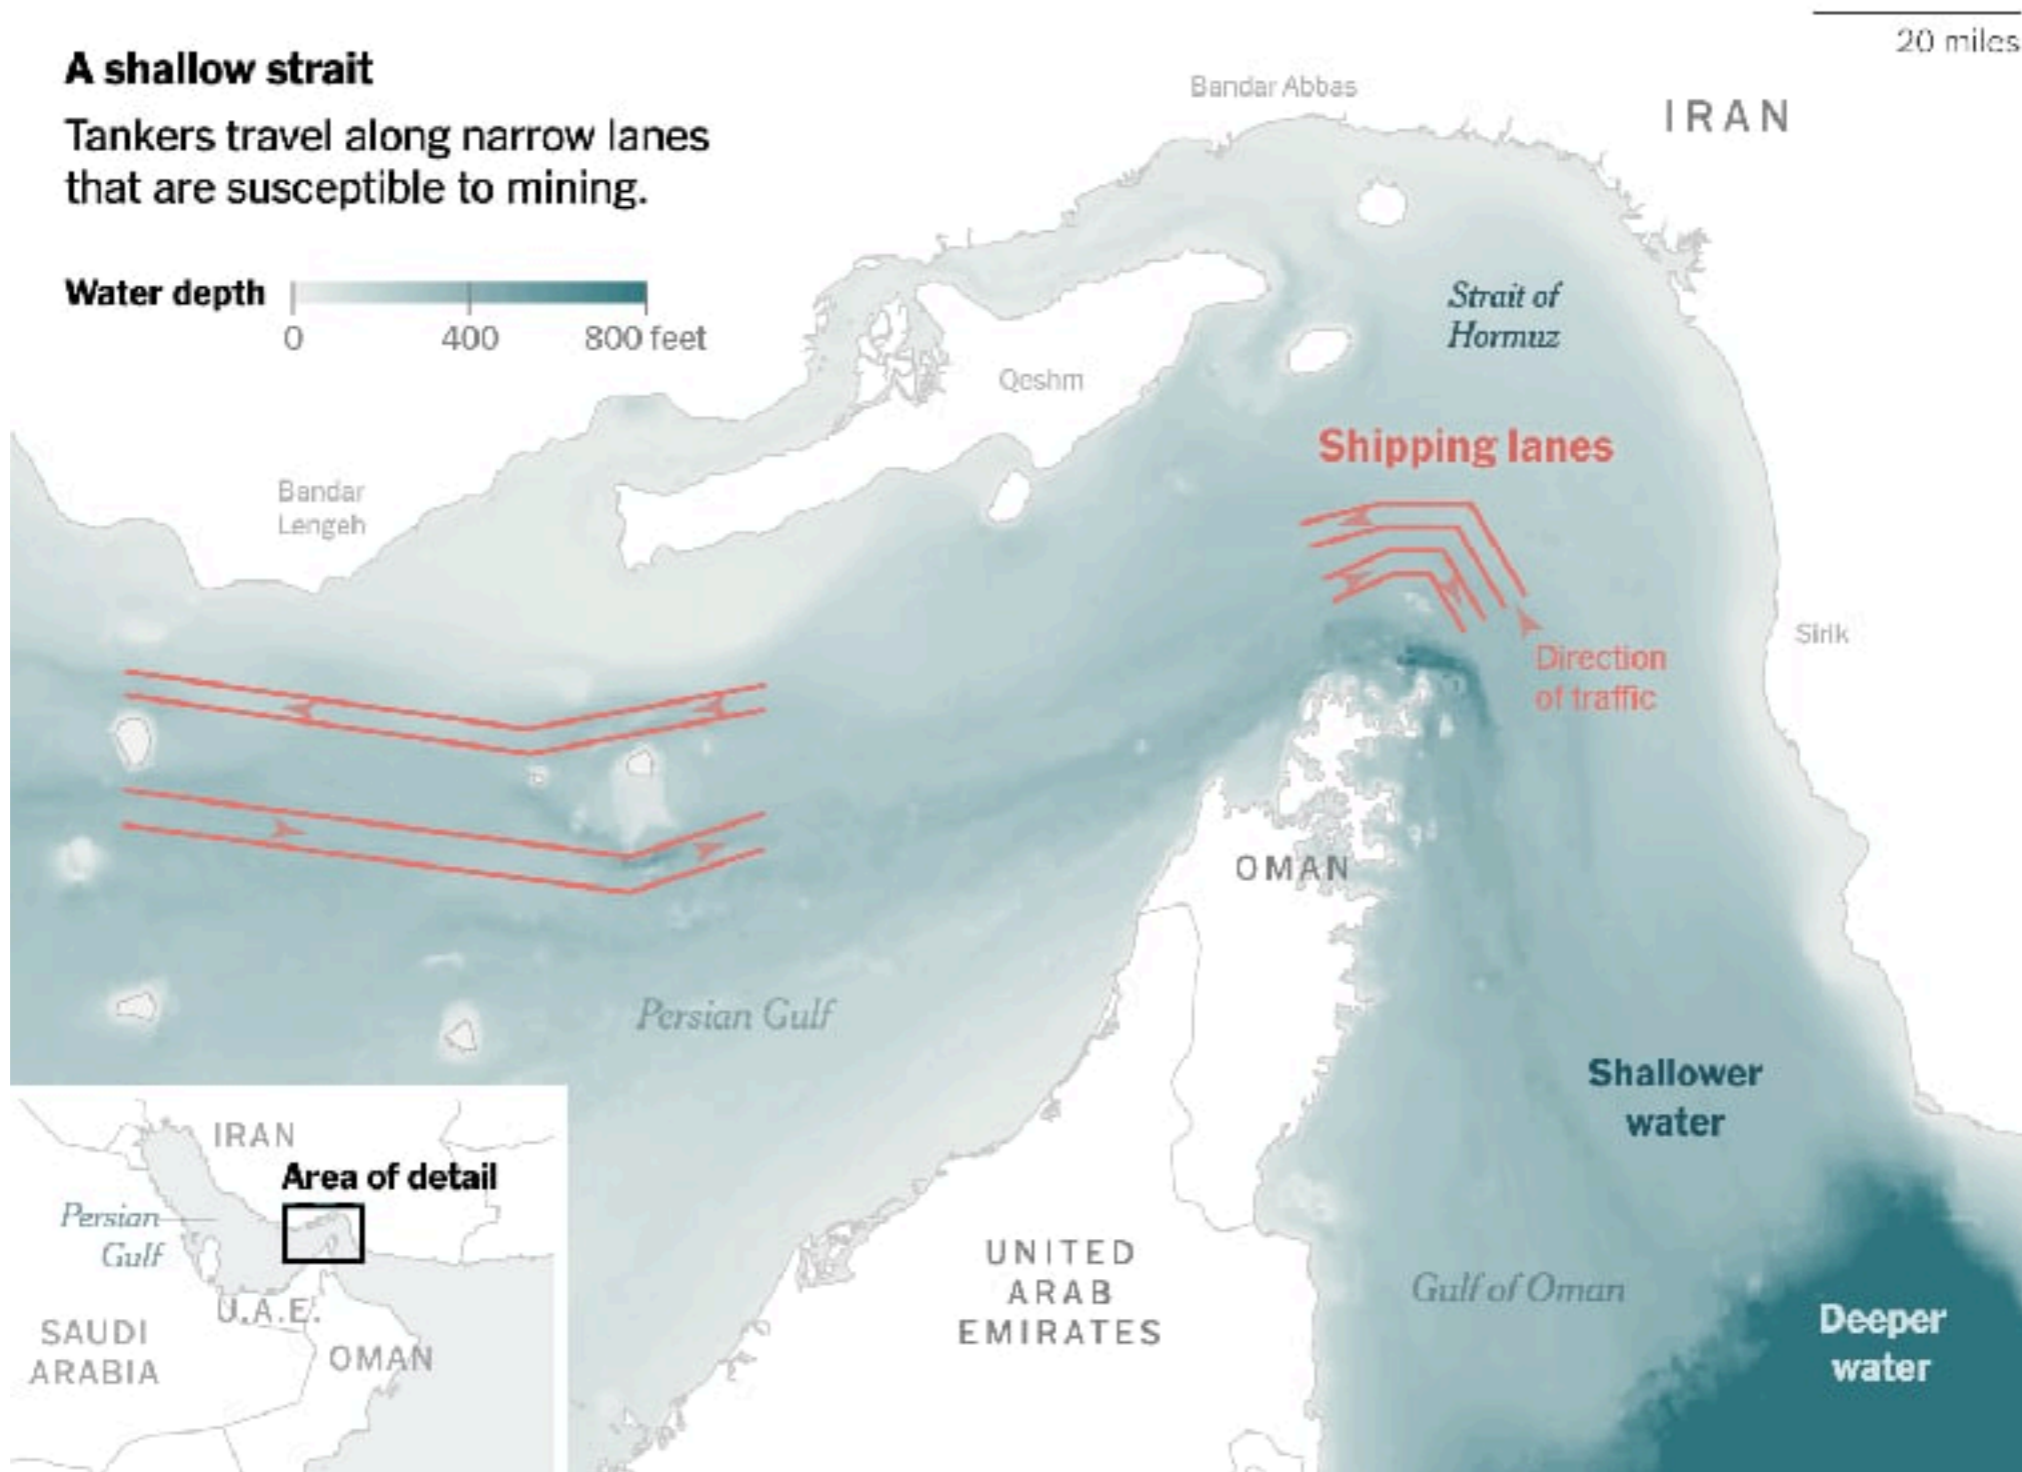 A shallow strait
Tankers travel along narrow lanes
that are susceptible to mining.
Water depth
0
400
800 feet
20 miles
Bandar Abbas
IRAN
Strait of
Hormuz
Qeshm
Shipping lanes
Bandar
Lengeh
Direction
of traffic
Sirik
OMAN
Persian Gulf
Shallower
water
UNITED
ARAB
EMIRATES
Gulf of Oman
Deeper
water
IRAN
Area of detail
Persian
Gulf
U.A.E.
SAUDI
ARABIA
OMAN